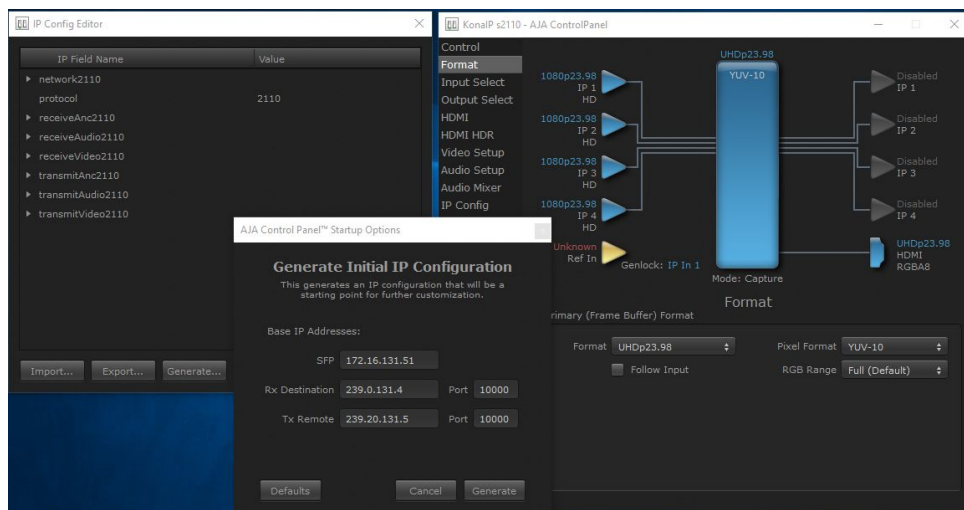 IP Config Editor
IP Field Name Value
network2110
protocol 2110
receiveAnc2110
receiveAudio2110
receiveVideo2110
transmitAnc2110
transmitAudio2110
transmitVideo2110
Import... Export... Generate...
KonaIP s2110 - AJA ControlPanel
Control
Format
Input Select
Output Select
HDMI
HDMI HDR
Video Setup
Audio Setup
Audio Mixer
IP Config
1080p23.98
IP 1
HD
1080p23.98
IP 2
HD
1080p23.98
IP 3
HD
1080p23.98
IP 4
HD
Unknown
Ref In
Genlock: IP In 1
UHDp23.98
YUV-10
Mode: Capture
Disabled
IP 1
Disabled
IP 2
Disabled
IP 3
Disabled
IP 4
UHDp23.98
HDMI
RGBA8
Format
rimary (Frame Buffer) Format
Format UHDp23.98 Pixel Format YUV-10
Follow Input RGB Range Full (Default)
AJA Control Panel™ Startup Options
Generate Initial IP Configuration
This generates an IP configuration that will be a
starting point for further customization.
Base IP Addresses:
SFP 172.16.131.51
Rx Destination 239.0.131.4 Port 10000
Tx Remote 239.20.131.5 Port 10000
Defaults Cancel Generate